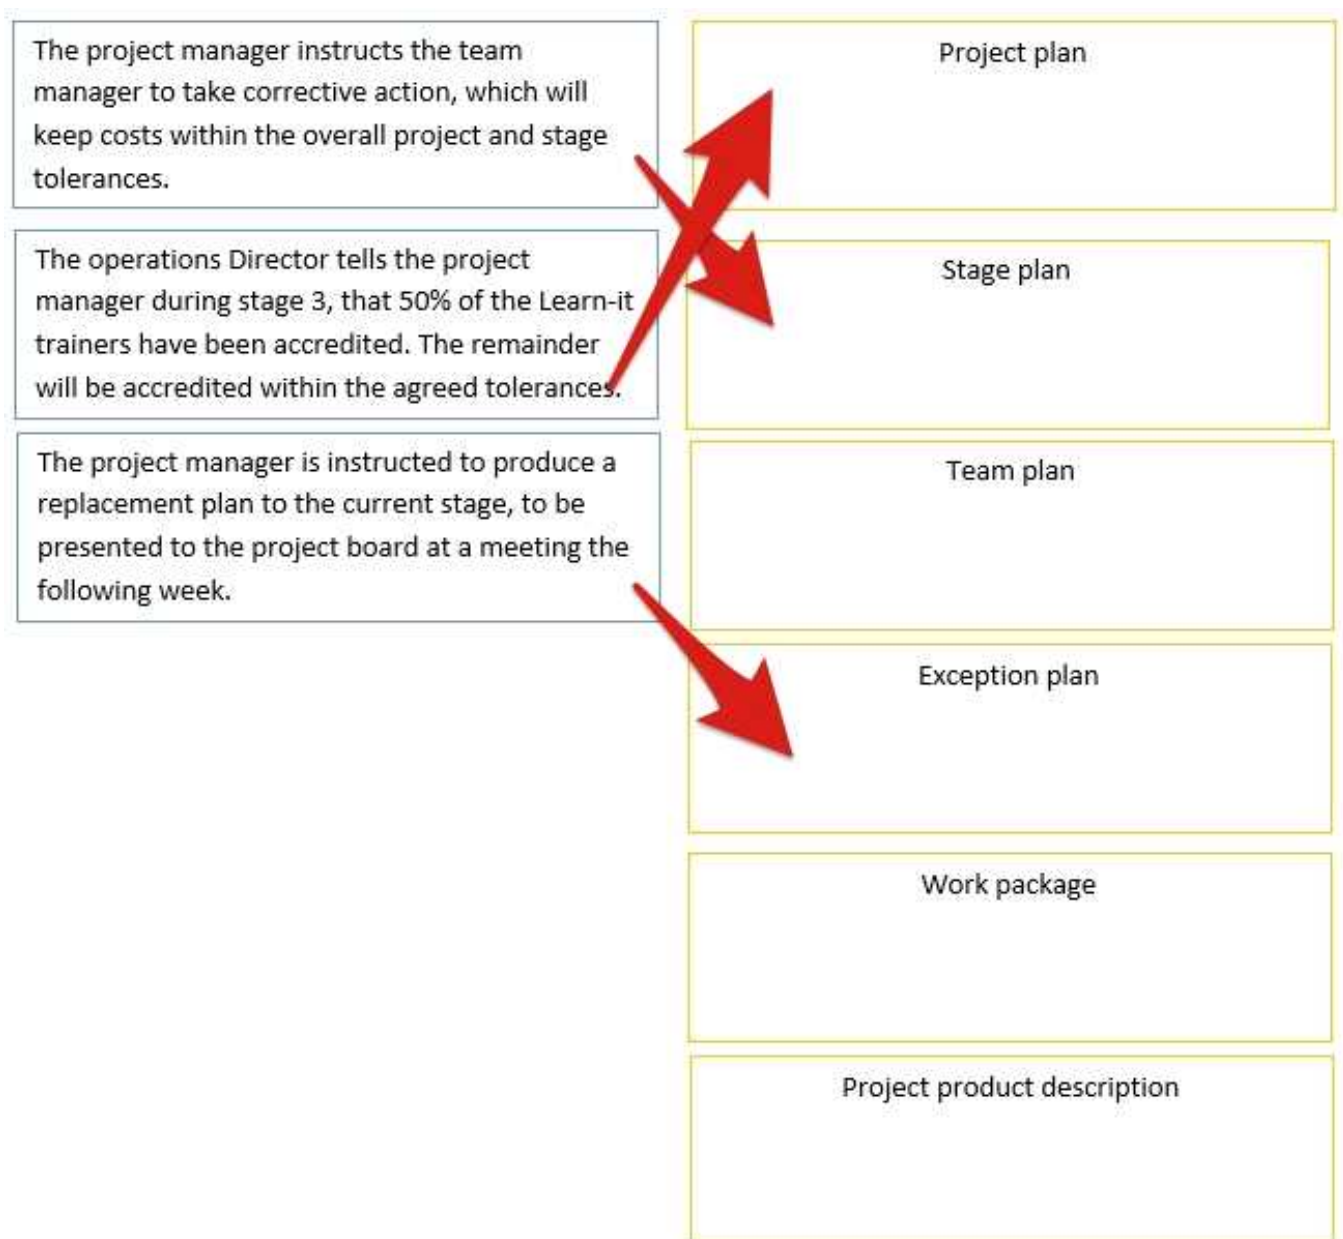 The project manager instructs the team
manager to take corrective action, which will
keep costs within the overall project and stage
tolerances.
The operations Director tells the project
manager during stage 3, that 50% of the Learn-it
trainers have been accredited. The remainder
will be accredited within the agreed tolerances.
The project manager is instructed to produce a
replacement plan to the current stage, to be
presented to the project board at a meeting the
following week.
Project plan
Stage plan
Team plan
Exception plan
Work package
Project product description